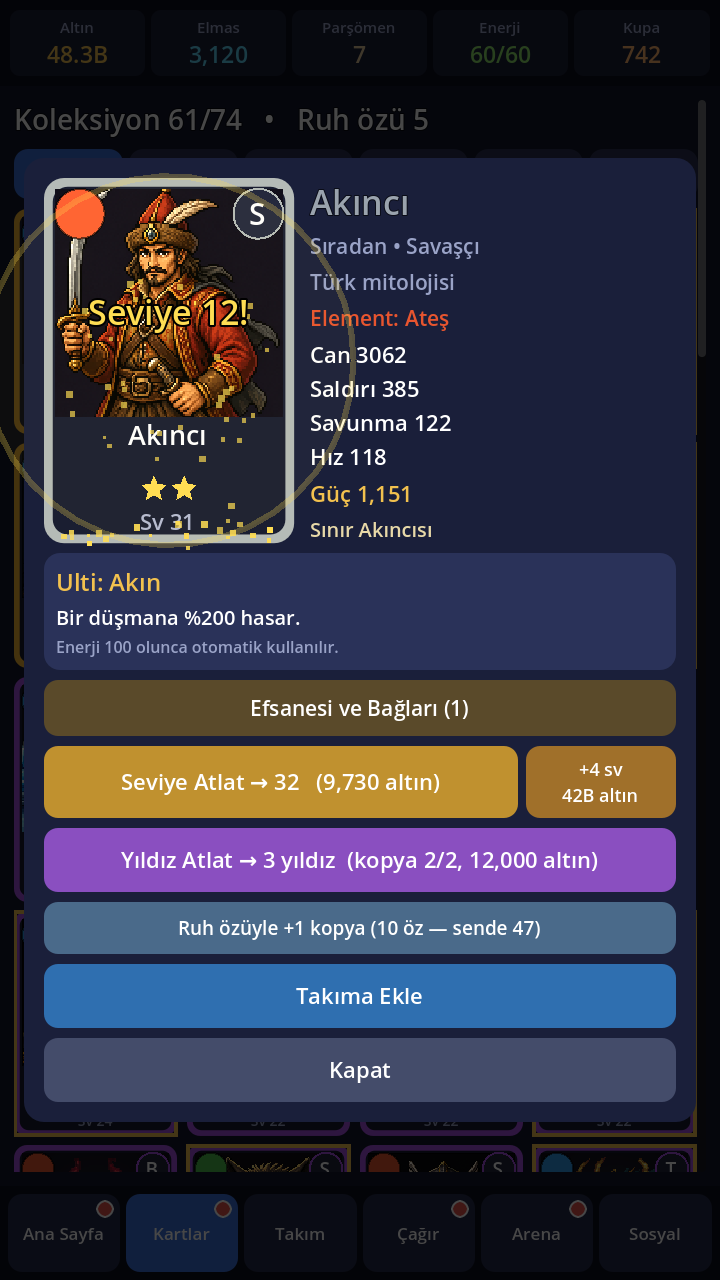 Altın
Elmas
Parşömen
Enerji
Kupa
48.3B
3,120
7
60/60
742
Koleksiyon 61/74 • Ruh özü 5
S
Seviye 12!
Akıncı
Sv 31
Akıncı
Sıradan • Savaşçı
Türk mitolojisi
Element: Ateş
Can 3062
Saldırı 385
Savunma 122
Hız 118
Güç 1,151
Sınır Akıncısı
Ulti: Akın
Bir düşmana %200 hasar.
Enerji 100 olunca otomatik kullanılır.
Efsanesi ve Bağları (1)
Seviye Atlat → 32 (9,730 altın)
+4 sv
42B altın
Yıldız Atlat → 3 yıldız (kopya 2/2, 12,000 altın)
Ruh özüyle +1 kopya (10 öz — sende 47)
Takıma Ekle
Kapat
B
S
S
T
Ana Sayfa
Kartlar
Takım
Çağır
Arena
Sosyal